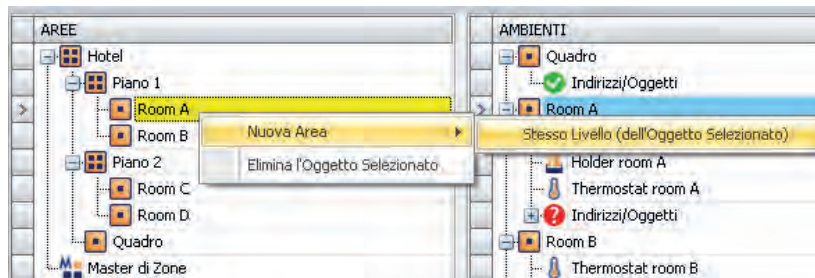 AREE
Hotel
Piano 1
Room A
Room B
Piano 2
Room C
Room D
Quadro
Master di Zone
Nuova Area
Elimina l'Oggetto Selezionato
Stesso Livello (dell'Oggetto Selezionato)
AMBIENTI
Quadro
Indirizzi/Oggetti
Room A
Holder room A
Thermostat room A
Indirizzi/Oggetti
Room B
Thermostat room B